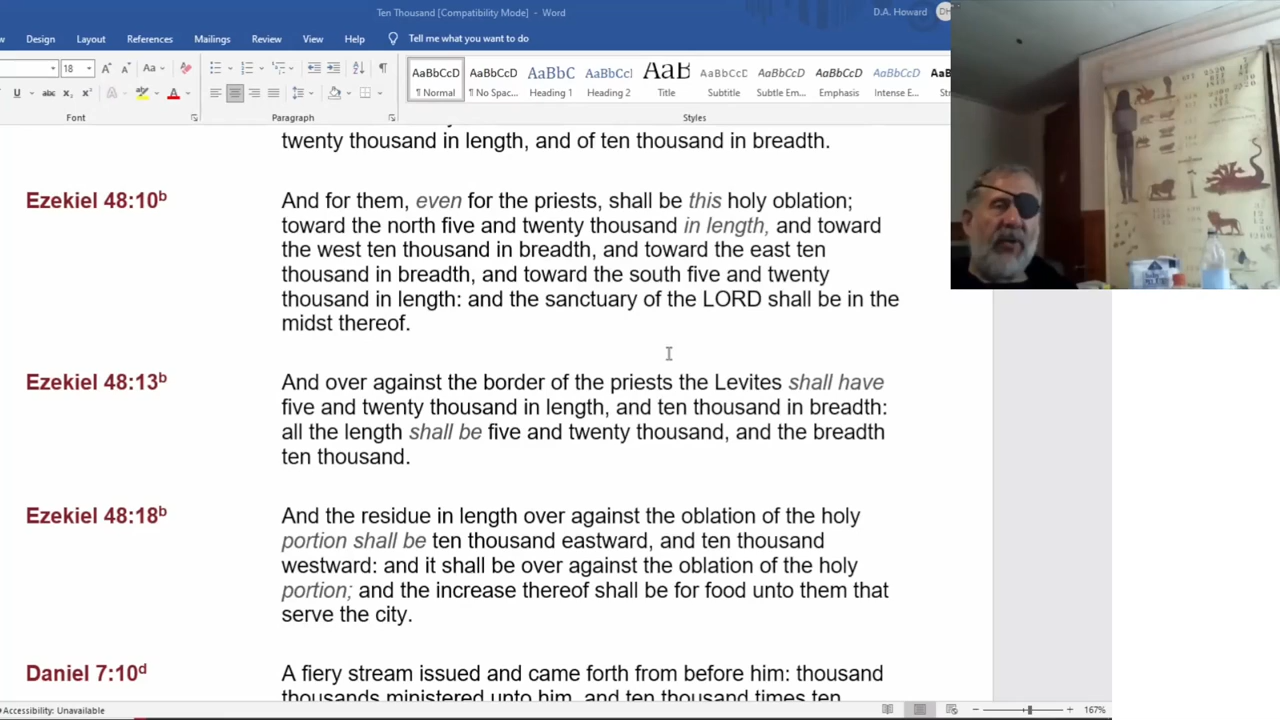 Ten Thousand [Compatibility Mode] - Word
D.A. Howard
DH
Design Layout References Mailings Review View Help Tell me what you want to do
18 Aa
AaBbCcD AaBbCcD AaBbC AaBbCcI AaB AaBbCcD AaBbCcD AaBbCcD AaBbCcD
¶ Normal ¶ No Spac... Heading 1 Heading 2 Title Subtitle Subtle Em... Emphasis Intense E...
Font Paragraph Styles
twenty thousand in length, and of ten thousand in breadth.
Ezekiel 48:10b And for them, even for the priests, shall be this holy oblation;
toward the north five and twenty thousand in length, and toward
the west ten thousand in breadth, and toward the east ten
thousand in breadth, and toward the south five and twenty
thousand in length: and the sanctuary of the LORD shall be in the
midst thereof.
Ezekiel 48:13b And over against the border of the priests the Levites shall have
five and twenty thousand in length, and ten thousand in breadth:
all the length shall be five and twenty thousand, and the breadth
ten thousand.
Ezekiel 48:18b And the residue in length over against the oblation of the holy
portion shall be ten thousand eastward, and ten thousand
westward: and it shall be over against the oblation of the holy
portion; and the increase thereof shall be for food unto them that
serve the city.
Daniel 7:10d A fiery stream issued and came forth from before him: thousand
thousands ministered unto him, and ten thousand times ten
Accessibility: Unavailable
167%